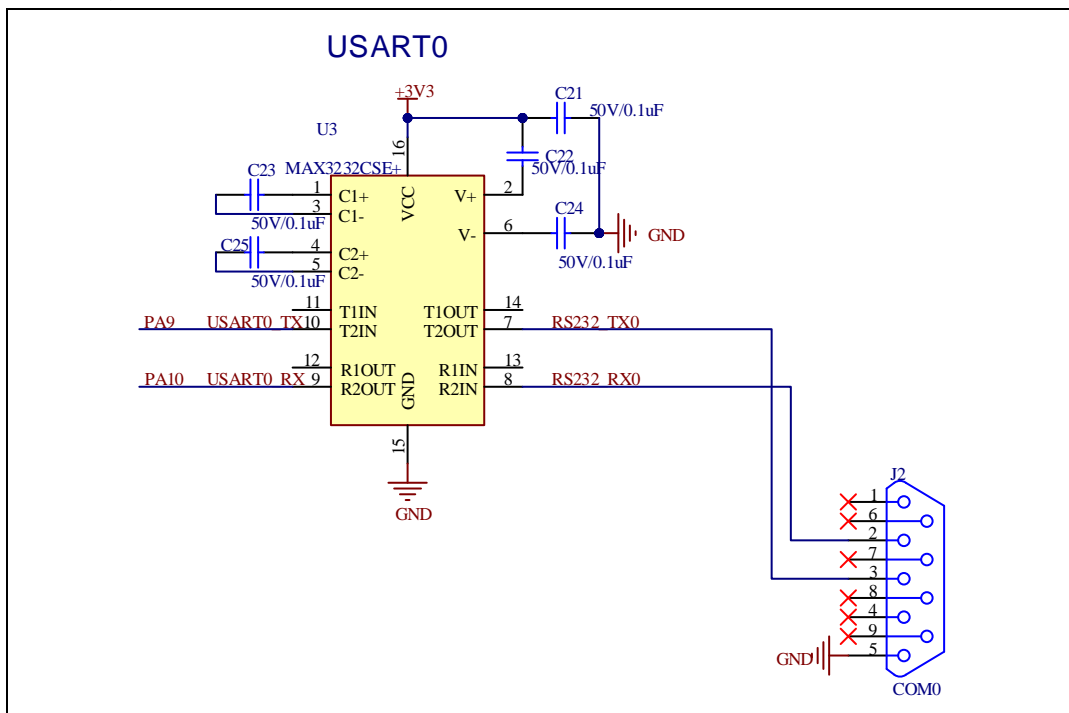 USART0
+3V3
C21
50V/0.1uF
U3
16
C22
50V/0.1uF
C23
MAX3232CSE+
1 C1+ VCC V+ 2
3 C1-
50V/0.1uF
V- 6 C24 GND
50V/0.1uF
C25 4 C2+
5 C2-
50V/0.1uF
11 T1IN T1OUT 14
PA9 USART0_TX 10 T2IN T2OUT 7 RS232_TX0
12 R1OUT R1IN 13
PA10 USART0_RX 9 R2OUT GND R2IN 8 RS232_RX0
15
GND
J2
1
6
2
7
3
8
4
9
GND 5
COM0